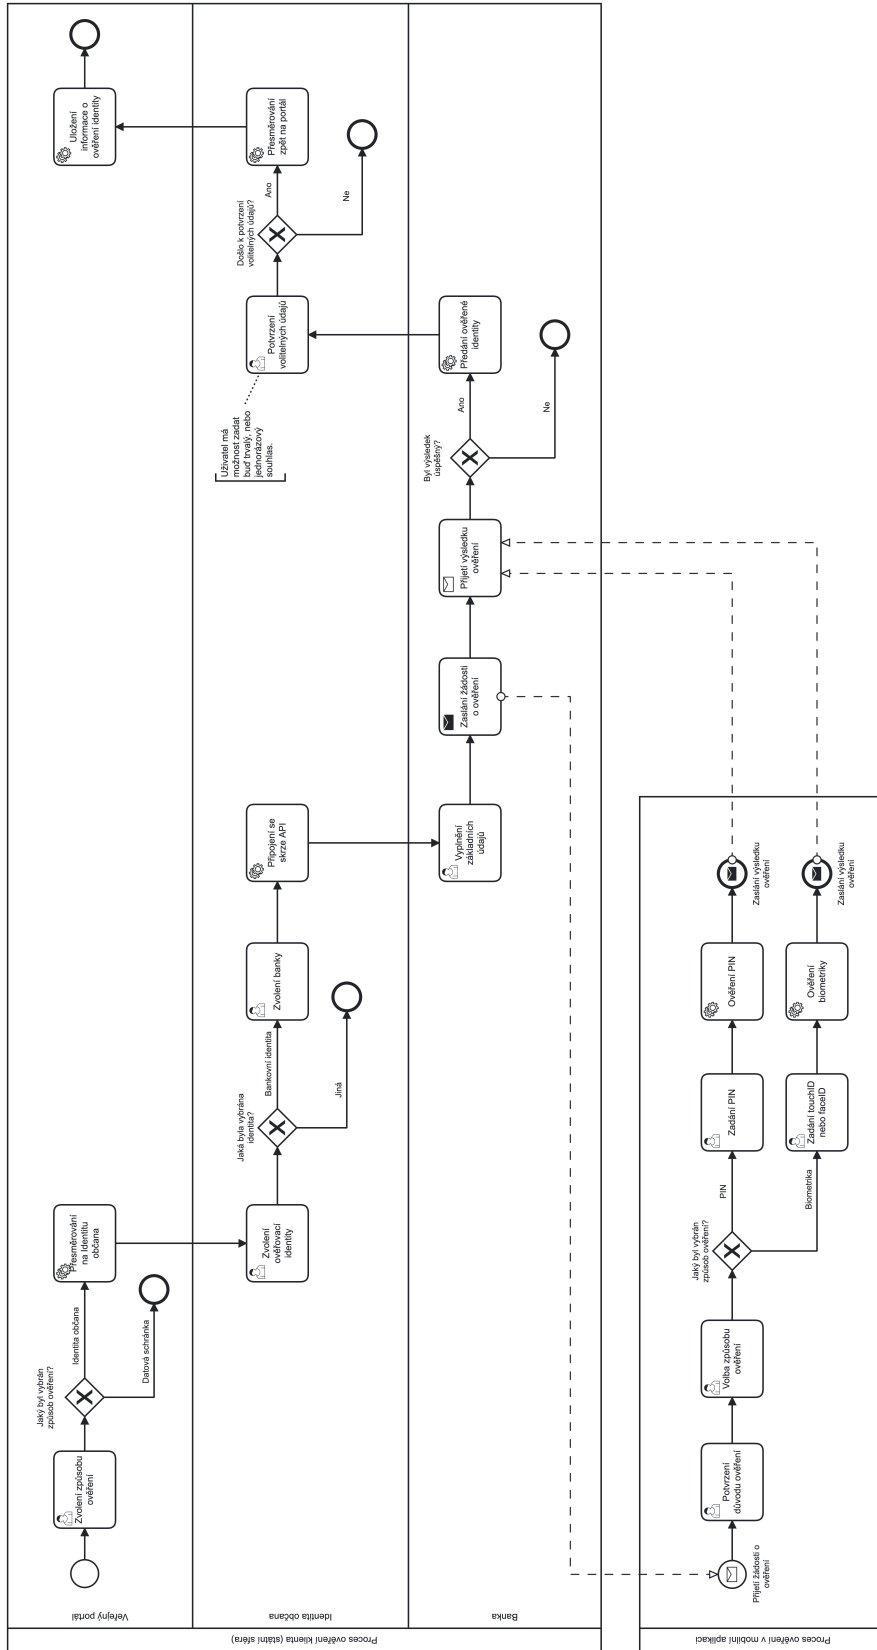 Proces ověření klienta (státní sféra)
Veřejný portál
Zvolení způsobu
ověření
Jaký byl vybrán
způsob ověření?
Identita občana
Datová schránka
Přesměrování
na Identitu
občana
Uložení
informace o
ověření identity
Identita občana
Zvolení
ověřovací
identity
Jaká byla vybrána
identita?
Bankovní identita
Jiná
Zvolení banky
Připojení se
skrze API
Uživatel má
možnost zadat
buď trvalý, nebo
jednorázový
souhlas.
Potvrzení
volitelných údajů
Došlo k potvrzení
volitelných údajů?
Ano
Ne
Přesměrování
zpět na portál
Banka
Vyplnění
základních
údajů
Zaslání žádosti
o ověření
Přijetí výsledku
ověření
Byl výsledek
úspěšný?
Ano
Ne
Předání ověřené
identity
Proces ověření v mobilní aplikaci
Přijetí žádosti o
ověření
Potvrzení
důvodu ověření
Volba způsobu
ověření
Jaký byl vybrán
způsob ověření?
PIN
Biometrika
Zadání PIN
Ověření PIN
Zaslání výsledku
ověření
Zadání touchID
nebo faceID
Ověření
biometriky
Zaslání výsledku
ověření